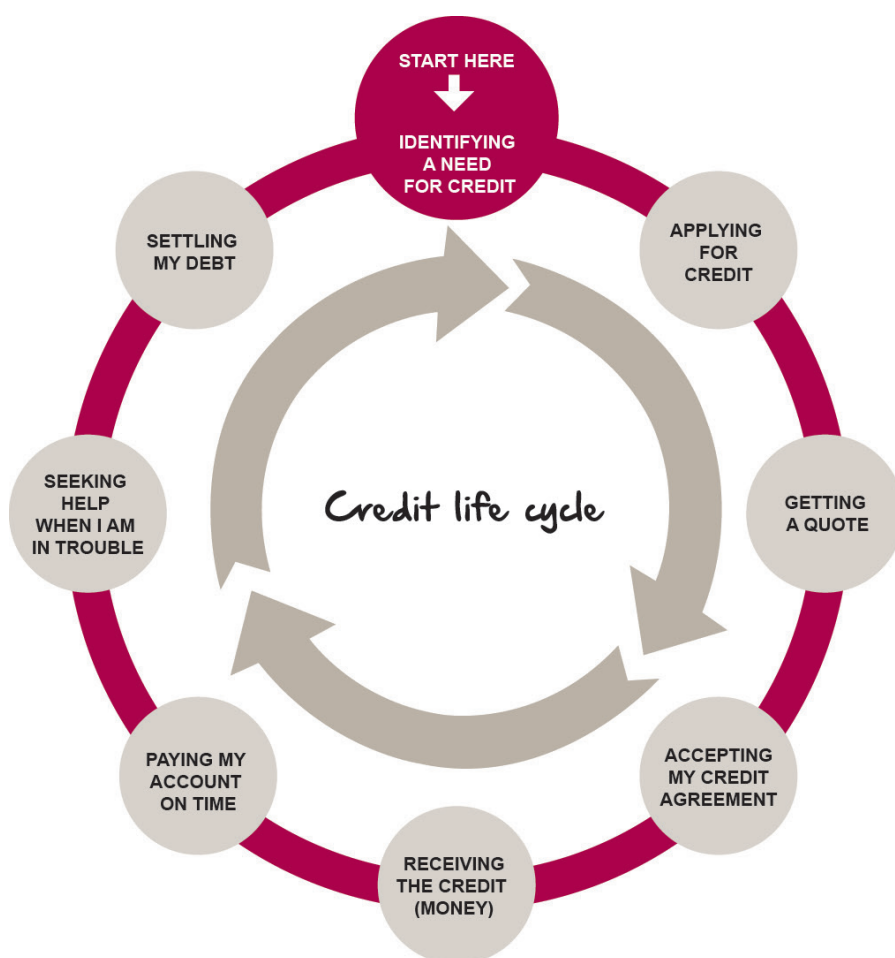 START HERE
IDENTIFYING
A NEED
FOR CREDIT
APPLYING
FOR
CREDIT
GETTING
A QUOTE
ACCEPTING
MY CREDIT
AGREEMENT
RECEIVING
THE CREDIT
(MONEY)
PAYING MY
ACCOUNT
ON TIME
SEEKING
HELP
WHEN I AM
IN TROUBLE
SETTLING
MY DEBT
Credit life cycle